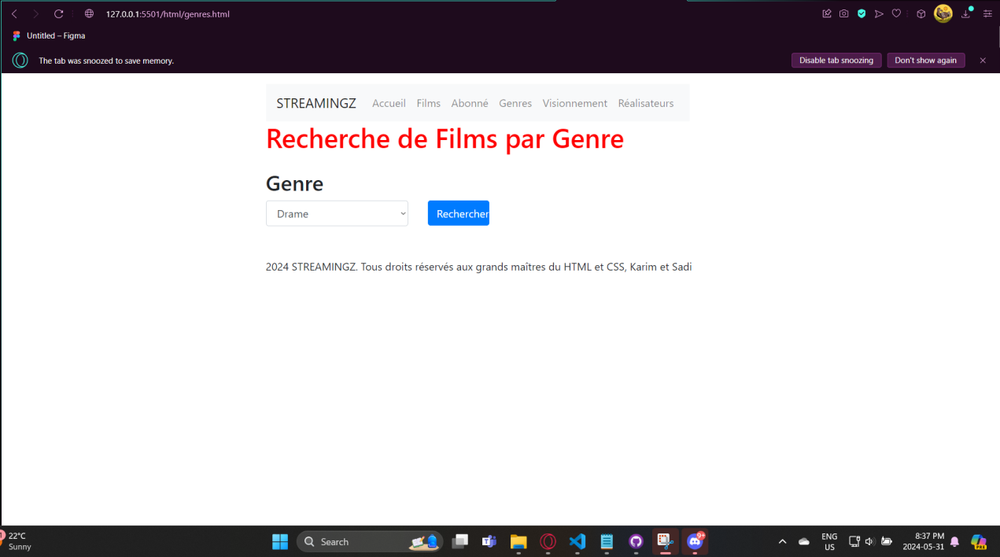 127.0.0.1:5501/html/genres.html
Untitled – Figma
The tab was snoozed to save memory.
Disable tab snoozing
Don't show again
STREAMINGZ Accueil Films Abonné Genres Visionnement Réalisateurs
Recherche de Films par Genre
Genre
Drame
Rechercher
2024 STREAMINGZ. Tous droits réservés aux grands maîtres du HTML et CSS, Karim et Sadi
1
22°C
Sunny
Search
9+
ENG
US
8:37 PM
2024-05-31
PRE